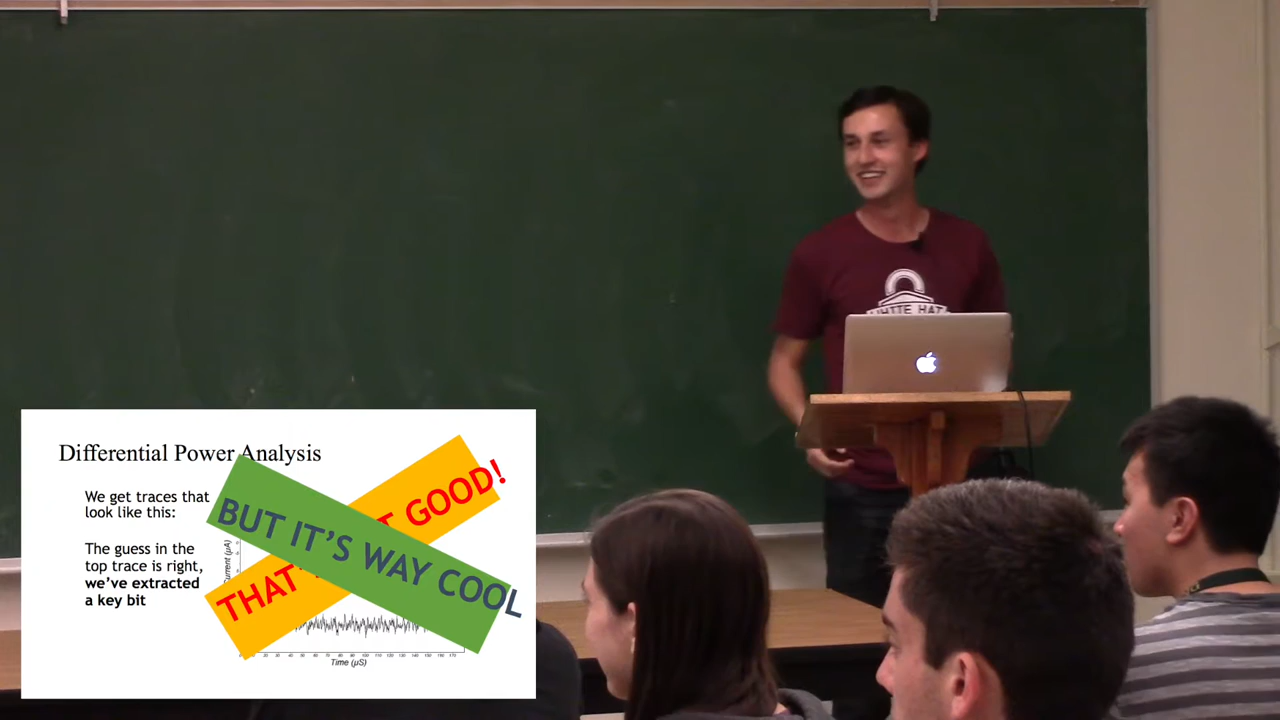 WHITE HAT
Differential Power Analysis
We get traces that
look like this:
The guess in the
top trace is right,
we've extracted
a key bit
BUT IT'S WAY COOL
THAT GOOD!
Current (µA)
Time (µS)